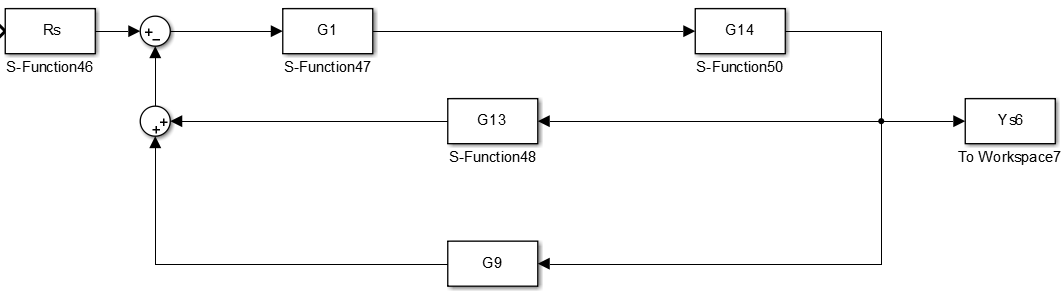 Rs
+
−
G1
G14
S-Function46
S-Function47
S-Function50
+
+
G13
Ys6
S-Function48
To Workspace7
G9